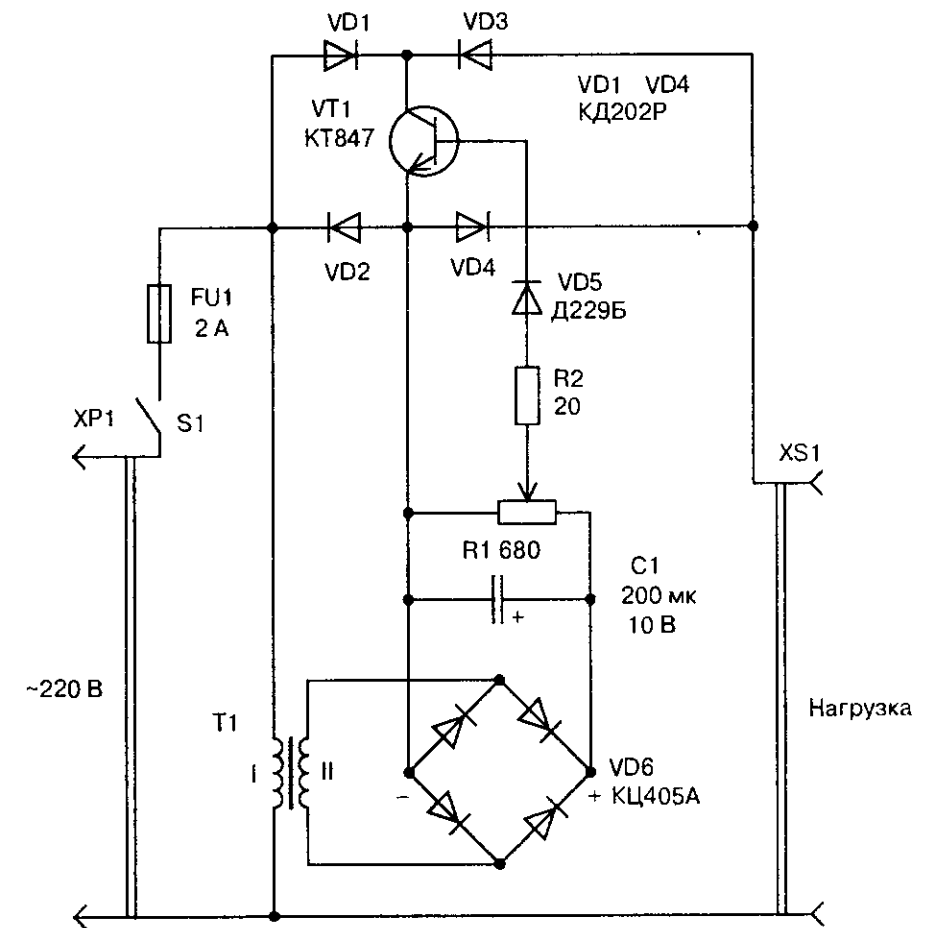 VD1
VD3
VD1 VD4
КД202Р
VT1
КТ847
VD2
VD4
VD5
Д229Б
FU1
2 А
R2
20
XP1
S1
XS1
R1 680
C1
200 мк
10 В
+
~220 В
Нагрузка
T1
I
II
VD6
– + КЦ405А